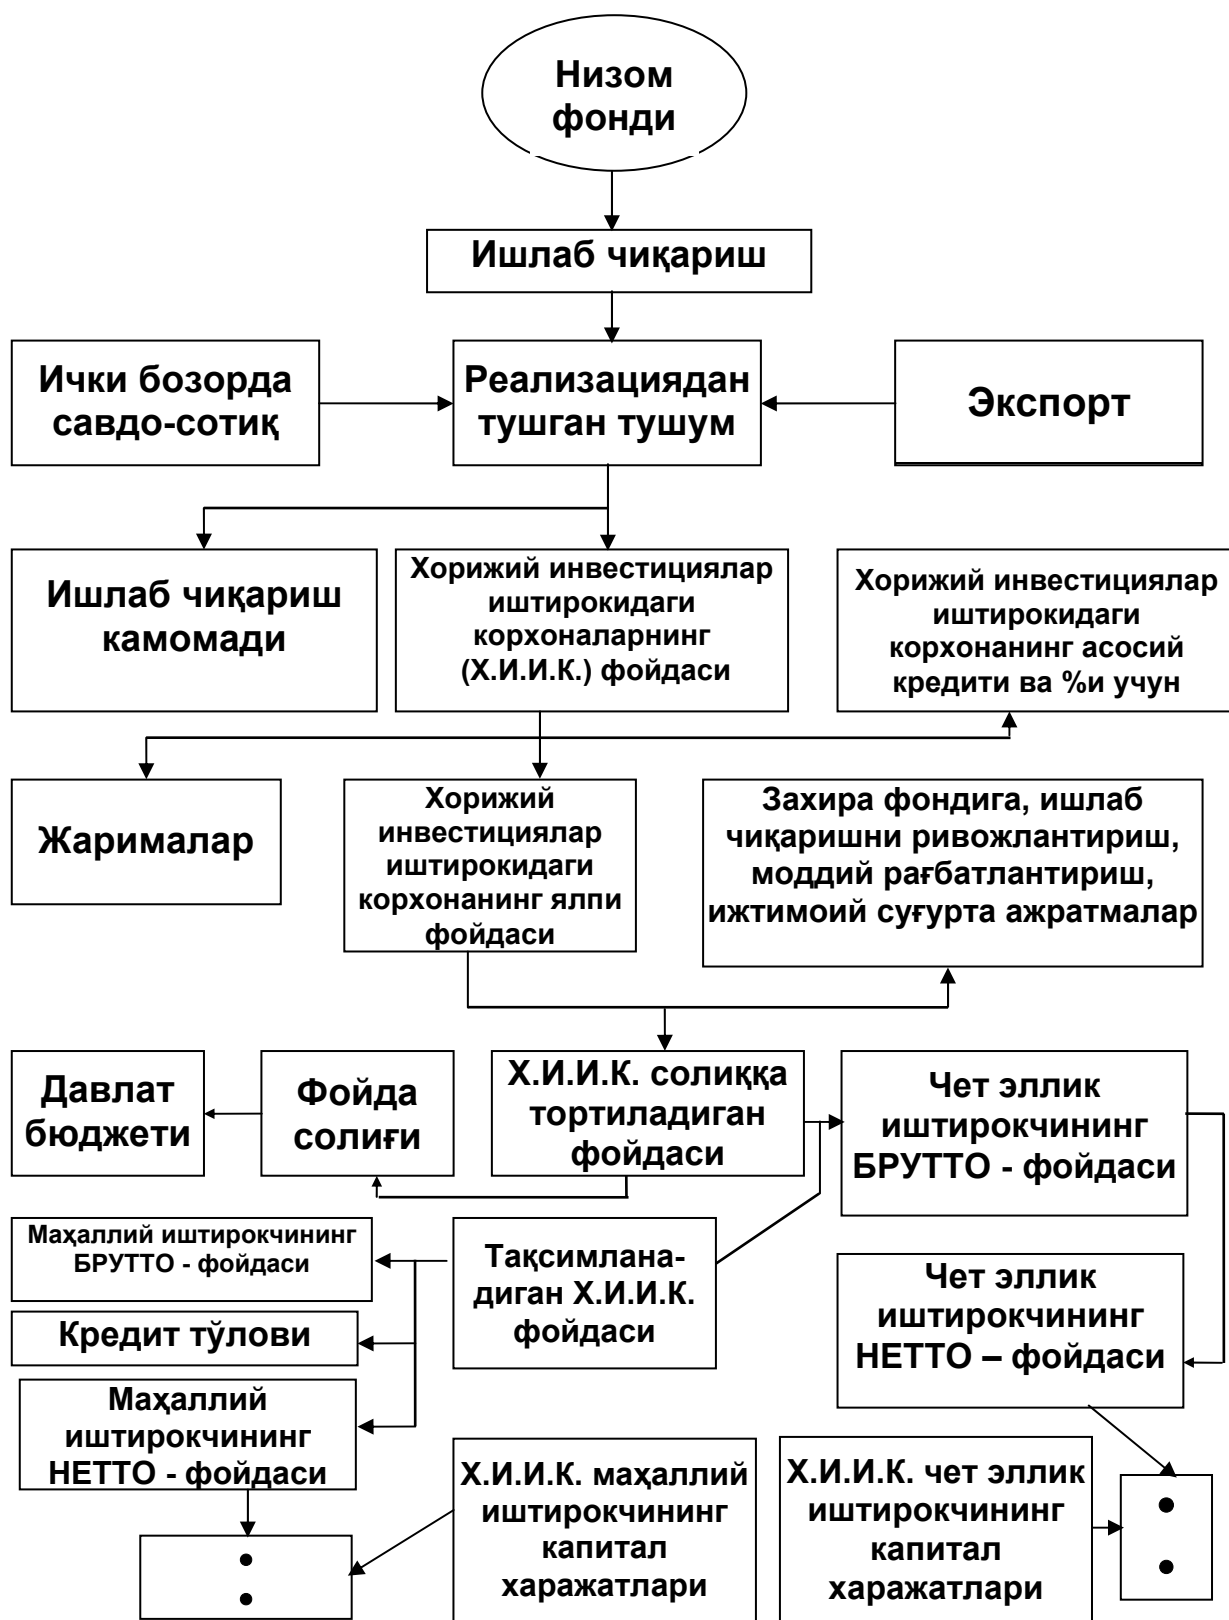 Низом
фонди
Ишлаб чиқариш
Ички бозорда
савдо-сотиқ
Реализациядан
тушган тушум
Экспорт
Ишлаб чиқариш
камомади
Хорижий инвестициялар
иштирокидаги
корхоналарнинг
(Х.И.И.К.) фойдаси
Хорижий инвестициялар
иштирокидаги
корхонанинг асосий
кредити ва %и учун
Жарималар
Хорижий
инвестициялар
иштирокидаги
корхонанинг ялпи
фойдаси
Захира фондига, ишлаб
чиқаришни ривожлантириш,
моддий рағбатлантириш,
ижтимоий суғурта ажратмалар
Давлат
бюджети
Фойда
солиғи
Х.И.И.К. солиққа
тортиладиган
фойдаси
Чет эллик
иштирокчининг
БРУТТО - фойдаси
Маҳаллий иштирокчининг
БРУТТО - фойдаси
Тақсимлана-
диган Х.И.И.К.
фойдаси
Чет эллик
иштирокчининг
НЕТТО – фойдаси
Кредит тўлови
Маҳаллий
иштирокчининг
НЕТТО - фойдаси
Х.И.И.К. маҳаллий
иштирокчининг
капитал
харажатлари
Х.И.И.К. чет эллик
иштирокчининг
капитал
харажатлари